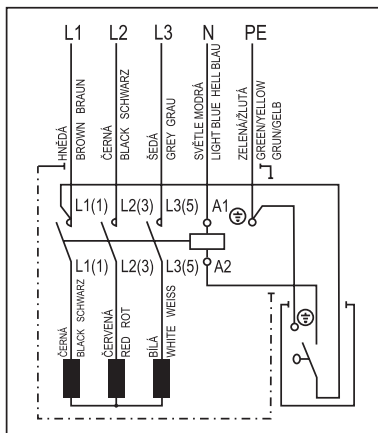 L1 L2 L3 N PE
HNĚDÁ
BROWN BRAUN
ČERNÁ
BLACK SCHWARZ
ŠEDÁ
GREY GRAU
SVĚTLE MODRÁ
LIGHT BLUE HELL BLAU
ZELENÁ/ŽLUTÁ
GREEN/YELLOW
GRUN/GELB
L1(1) L2(3) L3(5) A1
L1(1) L2(3) L3(5) A2
ČERNÁ
BLACK SCHWARZ
ČERVENÁ
RED ROT
BÍLÁ
WHITE WEISS